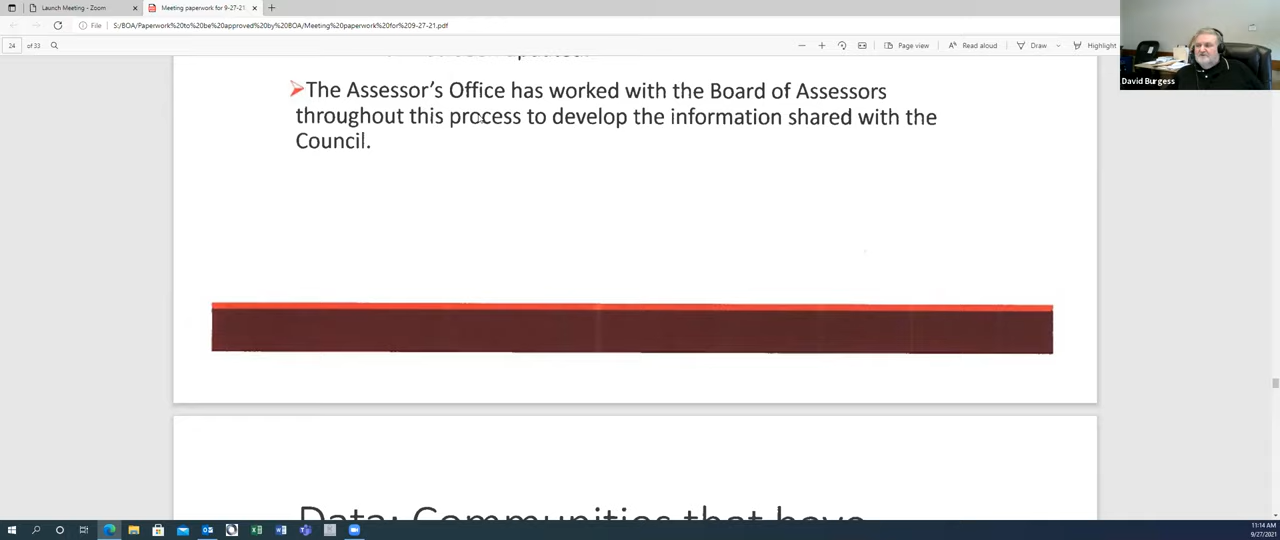 Launch Meeting - Zoom
Meeting paperwork for 9-27-21
File
S:/BOA/Paperwork%20to%20be%20approved%20by%20BOA/Meeting%20paperwork%20for%209-27-21.pdf
24 of 33
Page view
Read aloud
Draw
Highlight
David Burgess
The Assessor's Office has worked with the Board of Assessors
throughout this process to develop the information shared with the
Council.
Data: Communities that have
11:14 AM
9/27/2021